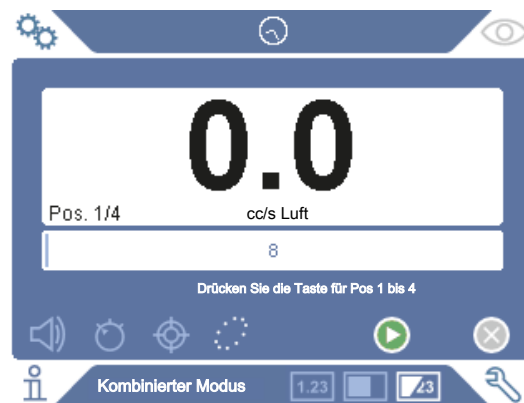 0.0
Pos. 1/4 cc/s Luft
8
Drücken Sie die Taste für Pos 1 bis 4
Kombinierter Modus 1.23 23